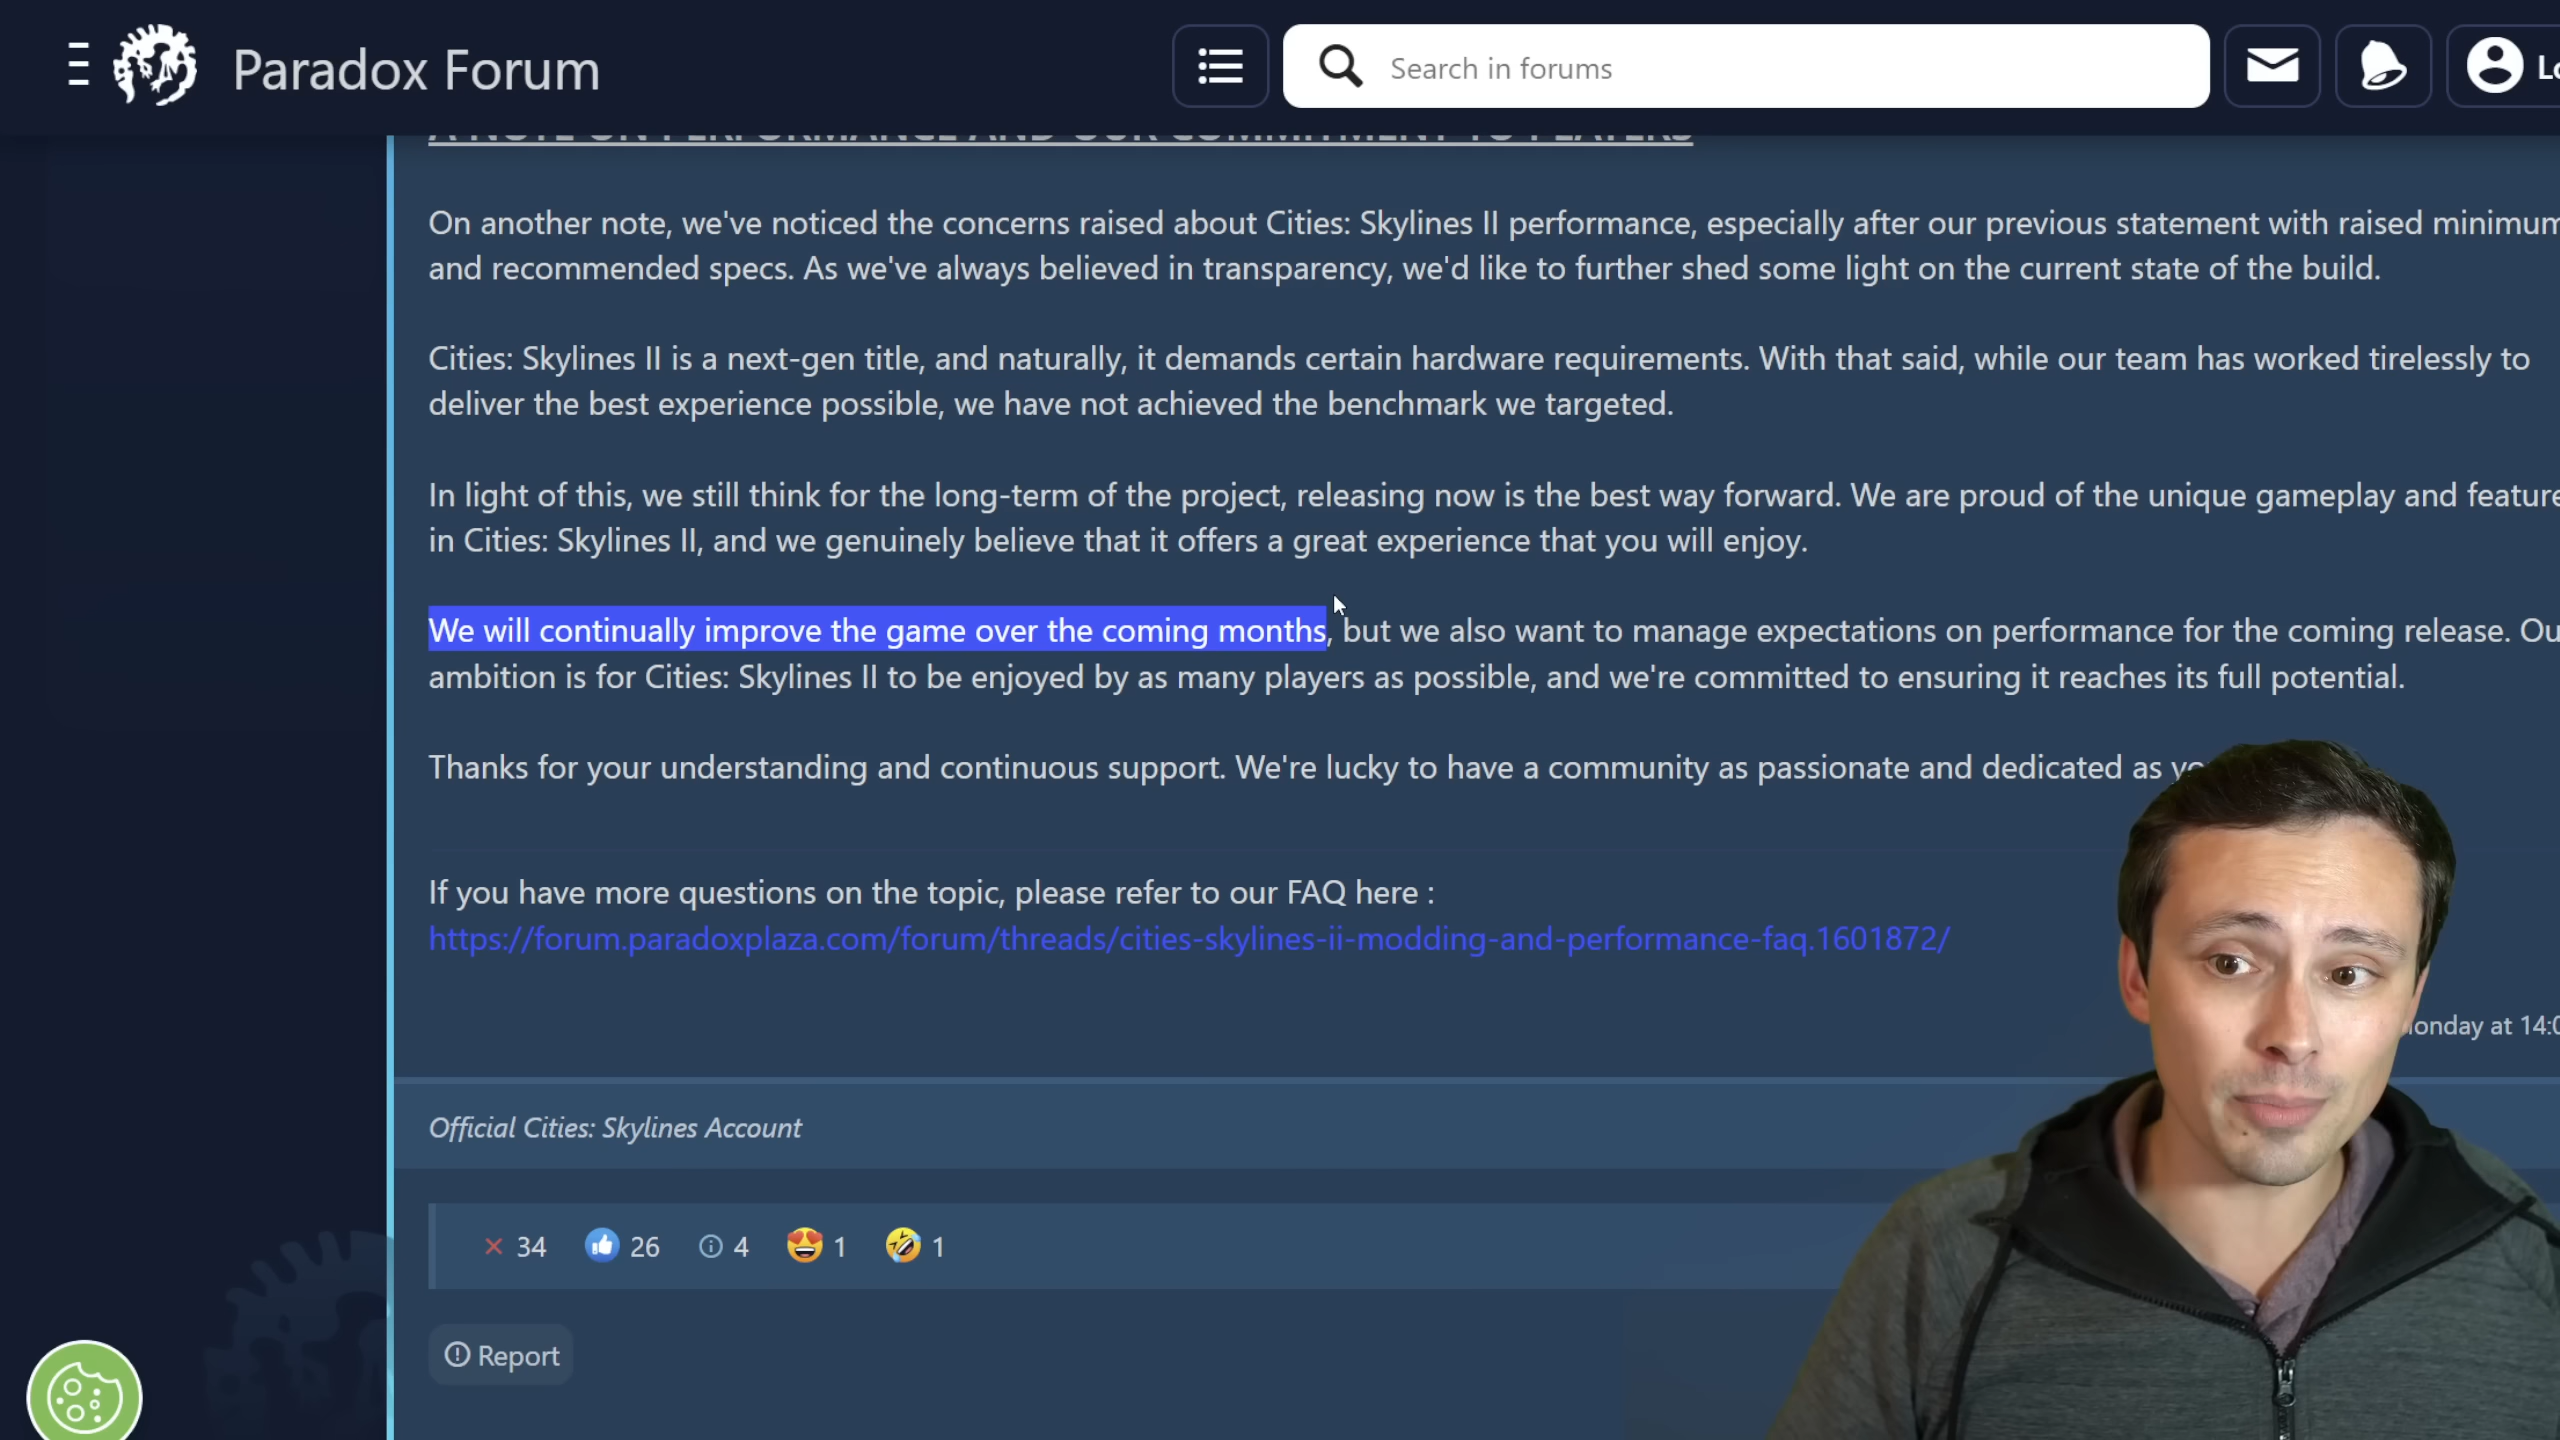 Paradox Forum
Search in forums
A NOTE ON PERFORMANCE AND OUR COMMITMENT TO PLAYERS
On another note, we've noticed the concerns raised about Cities: Skylines II performance, especially after our previous statement with raised minimum
and recommended specs. As we've always believed in transparency, we'd like to further shed some light on the current state of the build.
Cities: Skylines II is a next-gen title, and naturally, it demands certain hardware requirements. With that said, while our team has worked tirelessly to
deliver the best experience possible, we have not achieved the benchmark we targeted.
In light of this, we still think for the long-term of the project, releasing now is the best way forward. We are proud of the unique gameplay and feature
in Cities: Skylines II, and we genuinely believe that it offers a great experience that you will enjoy.
We will continually improve the game over the coming months, but we also want to manage expectations on performance for the coming release. Ou
ambition is for Cities: Skylines II to be enjoyed by as many players as possible, and we're committed to ensuring it reaches its full potential.
Thanks for your understanding and continuous support. We're lucky to have a community as passionate and dedicated as
If you have more questions on the topic, please refer to our FAQ here :
https://forum.paradoxplaza.com/forum/threads/cities-skylines-ii-modding-and-performance-faq.1601872/
onday at 14:0
Official Cities: Skylines Account
34 26 4 1 1
Report